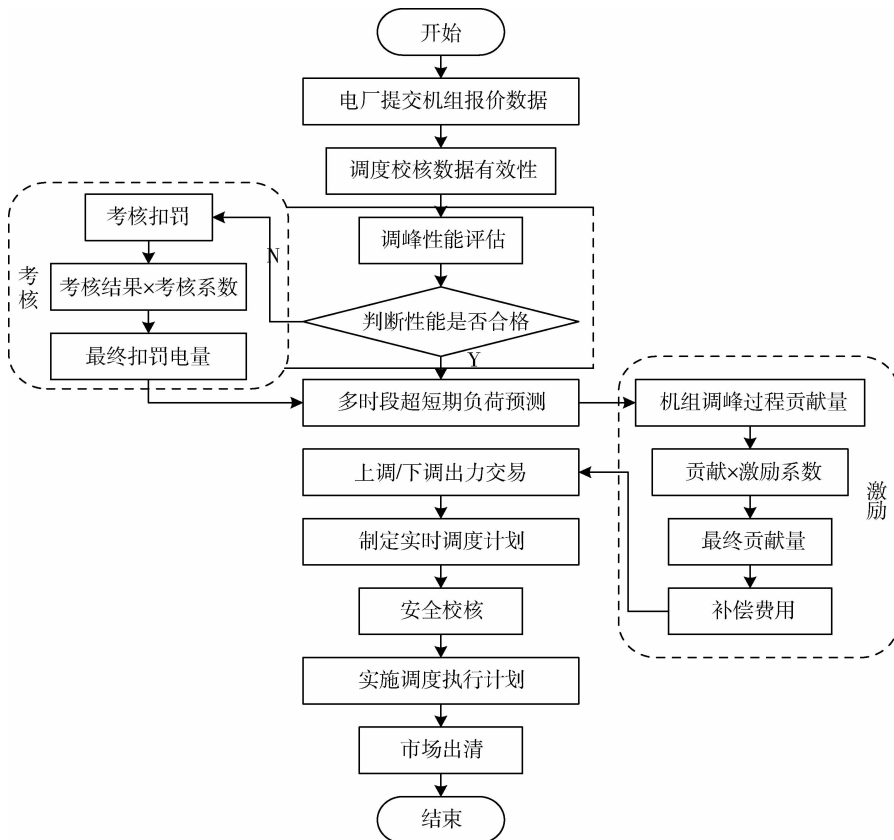 开始
电厂提交机组报价数据
调度校核数据有效性
考核扣罚
调峰性能评估
N
考核
考核结果×考核系数
判断性能是否合格
最终扣罚电量
Y
多时段超短期负荷预测
机组调峰过程贡献量
上调/下调出力交易
贡献×激励系数
激励
制定实时调度计划
最终贡献量
安全校核
补偿费用
实施调度执行计划
市场出清
结束